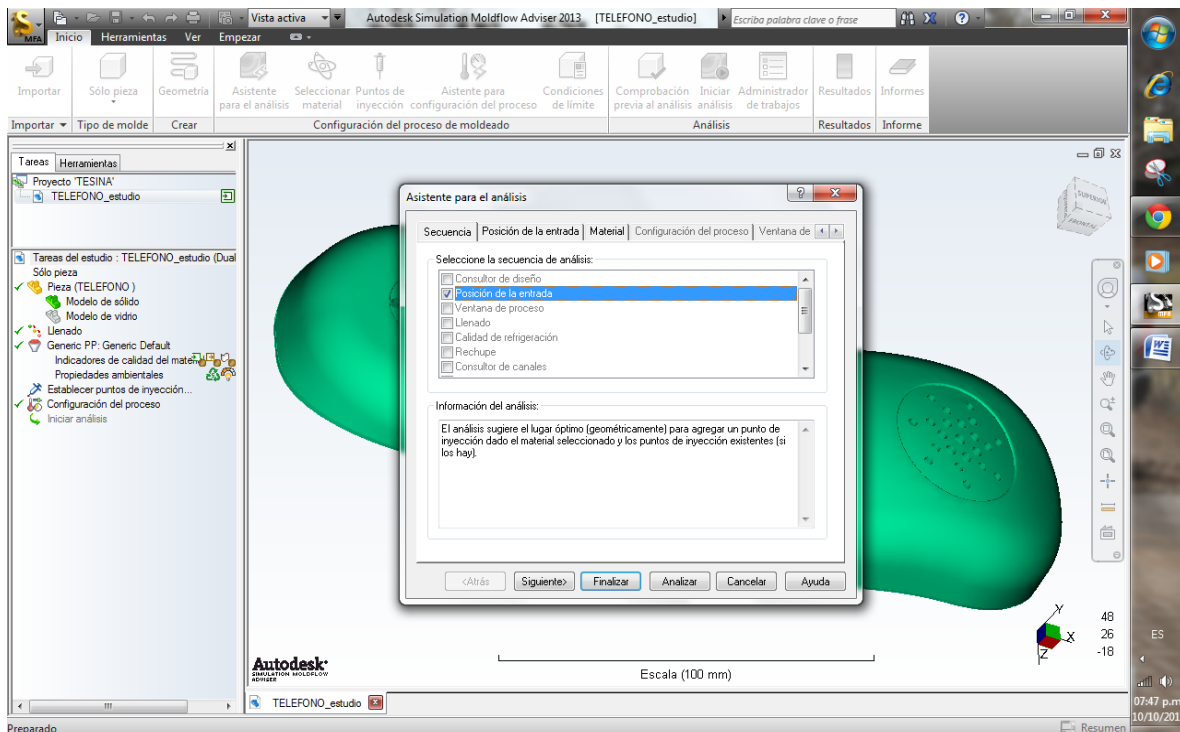 Vista activa
Autodesk Simulation Moldflow Adviser 2013 [TELEFONO_estudio]
Escriba palabra clave o frase
MFA
Inicio Herramientas Ver Empezar
Importar
Sólo pieza
Geometría
Asistente para el análisis
Seleccionar material
Puntos de inyección
Aistente para configuración del proceso
Condiciones de límite
Comprobación previa al análisis
Iniciar análisis
Administrador de trabajos
Resultados
Informes
Importar Tipo de molde Crear Configuración del proceso de moldeado Análisis Resultados Informe
Tareas Herramientas
Proyecto 'TESINA'
TELEFONO_estudio
Tareas del estudio : TELEFONO_estudio (Dual
Sólo pieza
Pieza (TELEFONO )
Modelo de sólido
Modelo de vidrio
Llenado
Generic PP: Generic Default
Indicadores de calidad del mater
Propiedades ambientales
Establecer puntos de inyección...
Configuración del proceso
Iniciar análisis
Asistente para el análisis
Secuencia Posición de la entrada Material Configuración del proceso Ventana de
Seleccione la secuencia de análisis:
Consultor de diseño
Posición de la entrada
Ventana de proceso
Llenado
Calidad de refrigeración
Rechupe
Consultor de canales
Información del análisis:
El análisis sugiere el lugar óptimo (geométricamente) para agregar un punto de
inyección dado el material seleccionado y los puntos de inyección existentes (si
los hay).
<Atrás Siguiente> Finalizar Analizar Cancelar Ayuda
SUPERIOR
Y
X
Z
48
26
-18
Autodesk
SIMULATION MOLDFLOW
ADVISER
Escala (100 mm)
TELEFONO_estudio
Preparado
Resumen
MFA
ES
07:47 p.m
10/10/201